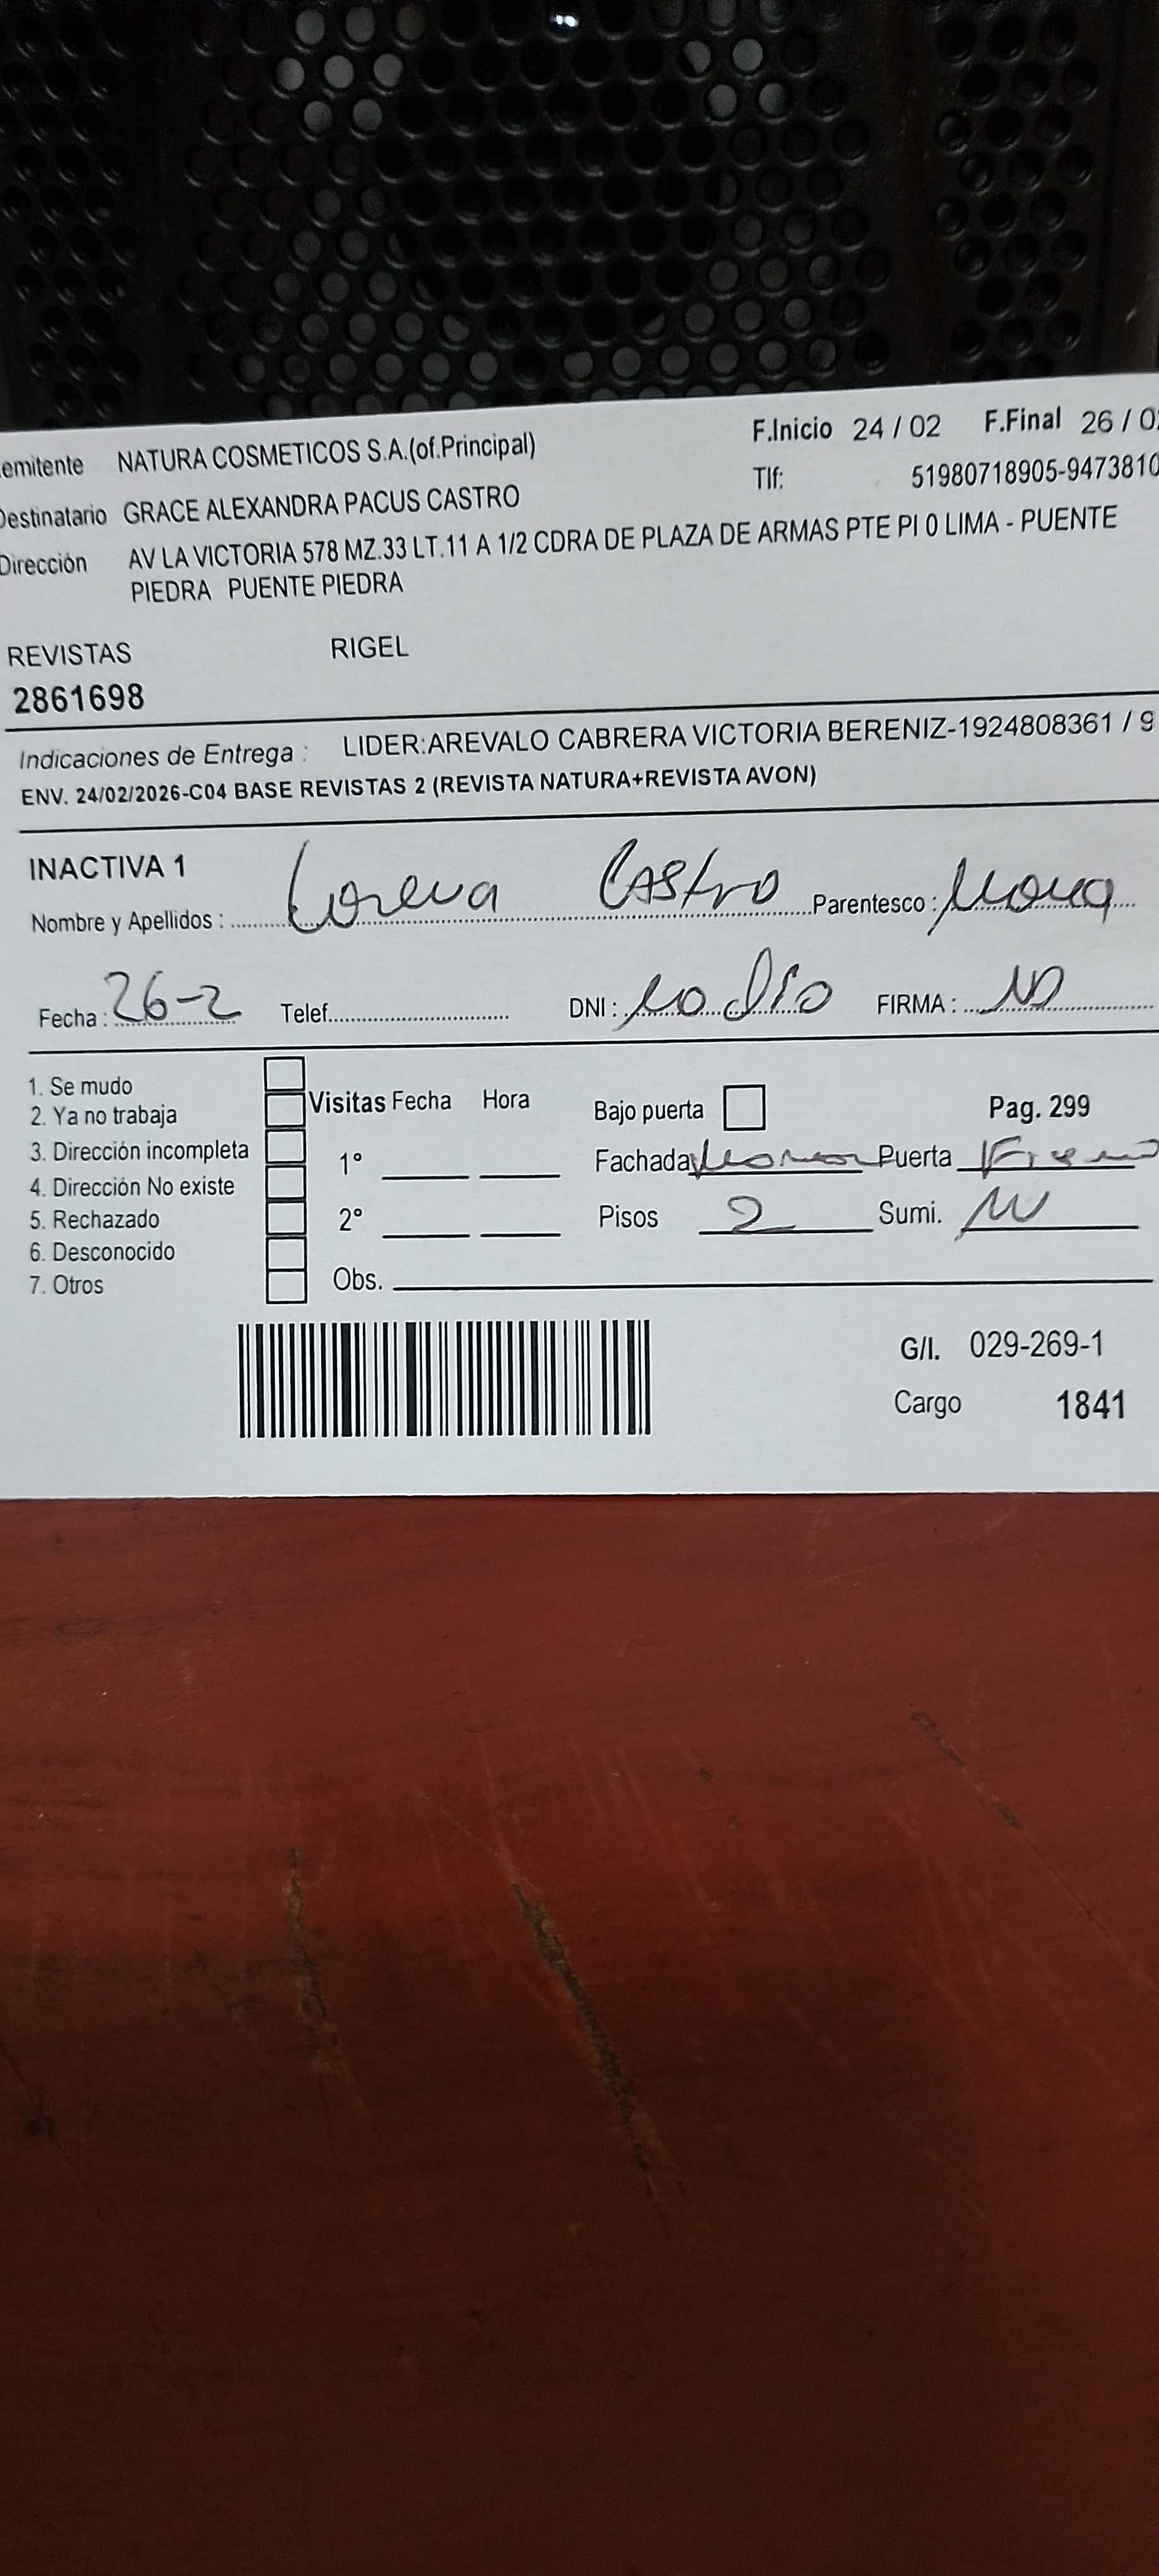 emitente NATURA COSMETICOS S.A.(of.Principal) F.Inicio 24 / 02 F.Final 26 / 02
Tlf: 51980718905-9473810
Destinatario GRACE ALEXANDRA PACUS CASTRO
Dirección AV LA VICTORIA 578 MZ.33 LT.11 A 1/2 CDRA DE PLAZA DE ARMAS PTE PI 0 LIMA - PUENTE
PIEDRA PUENTE PIEDRA
REVISTAS RIGEL
2861698
Indicaciones de Entrega : LIDER:AREVALO CABRERA VICTORIA BERENIZ-1924808361 / 9
ENV. 24/02/2026-C04 BASE REVISTAS 2 (REVISTA NATURA+REVISTA AVON)
INACTIVA 1
Nombre y Apellidos : Lorena Castro Parentesco :
Fecha : 26-2 Telef. DNI : no dio FIRMA :
1. Se mudo
2. Ya no trabaja
3. Dirección incompleta
4. Dirección No existe
5. Rechazado
6. Desconocido
7. Otros
Visitas Fecha Hora
1°
2°
Obs.
Bajo puerta
Fachada Puerta
Pisos 2 Sumi.
Pag. 299
G/I. 029-269-1
Cargo 1841